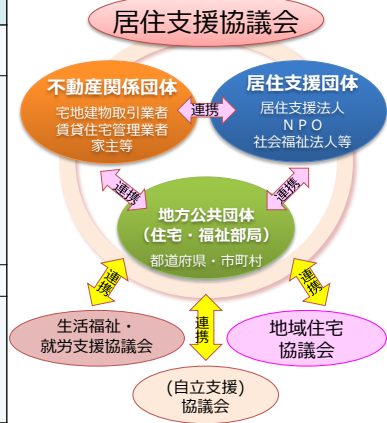 居住支援協議会
不動産関係団体
宅地建物取引業者
賃貸住宅管理業者
家主等
連携
居住支援団体
居住支援法人
ＮＰＯ
社会福祉法人等
連携
連携
地方公共団体
（住宅・福祉部局）
都道府県・市町村
連携
連携
連携
生活福祉・
就労支援協議会
(自立支援)
協議会
地域住宅
協議会